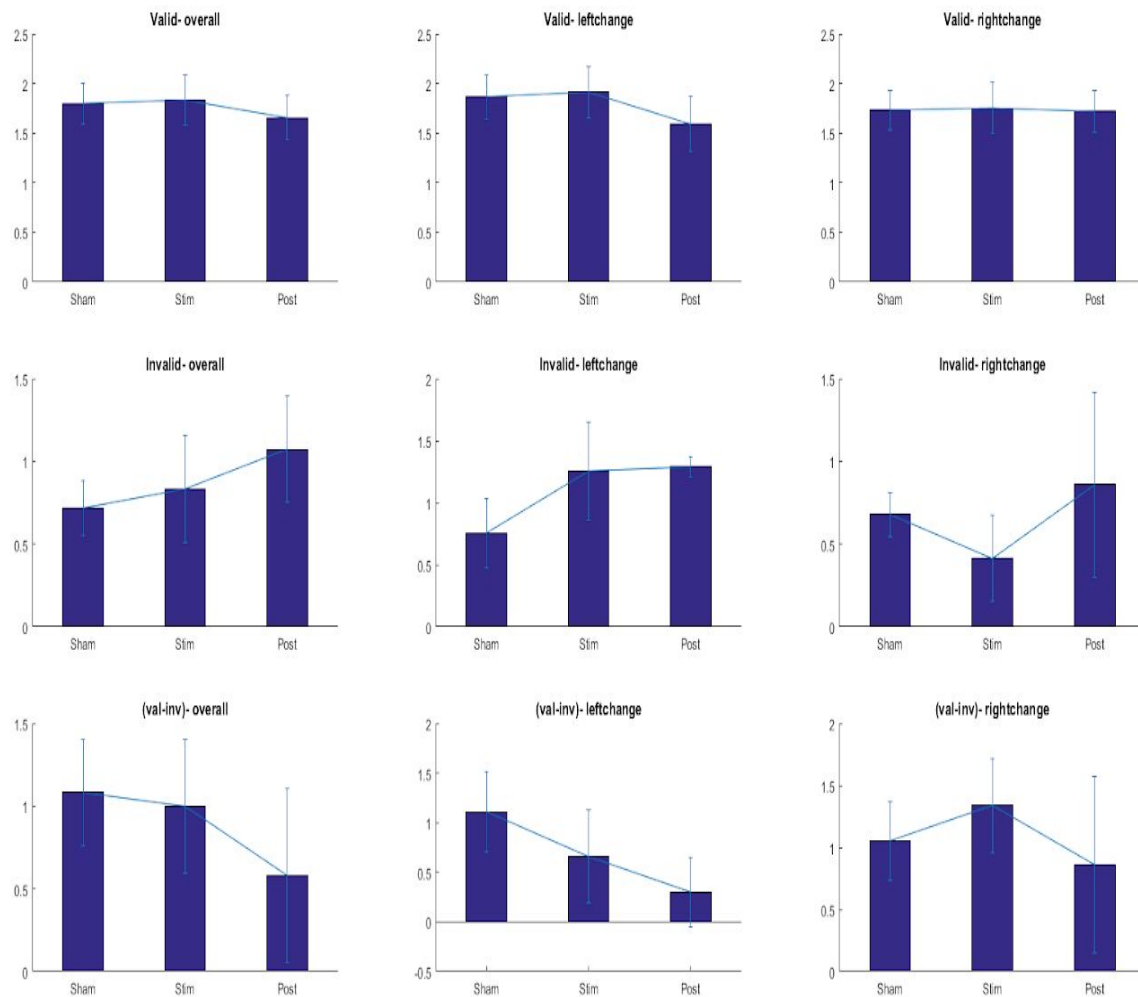 Valid- overall
2.5
2
1.5
1
0.5
0
Sham Stim Post
Valid- leftchange
2.5
2
1.5
1
0.5
0
Sham Stim Post
Valid- rightchange
2.5
2
1.5
1
0.5
0
Sham Stim Post
Invalid- overall
1.5
1
0.5
0
Sham Stim Post
Invalid- leftchange
2
1.5
1
0.5
0
Sham Stim Post
Invalid- rightchange
1.5
1
0.5
0
Sham Stim Post
(val-inv)- overall
1.5
1
0.5
0
Sham Stim Post
(val-inv)- leftchange
2
1.5
1
0.5
0
-0.5
Sham Stim Post
(val-inv)- rightchange
2
1.5
1
0.5
0
Sham Stim Post